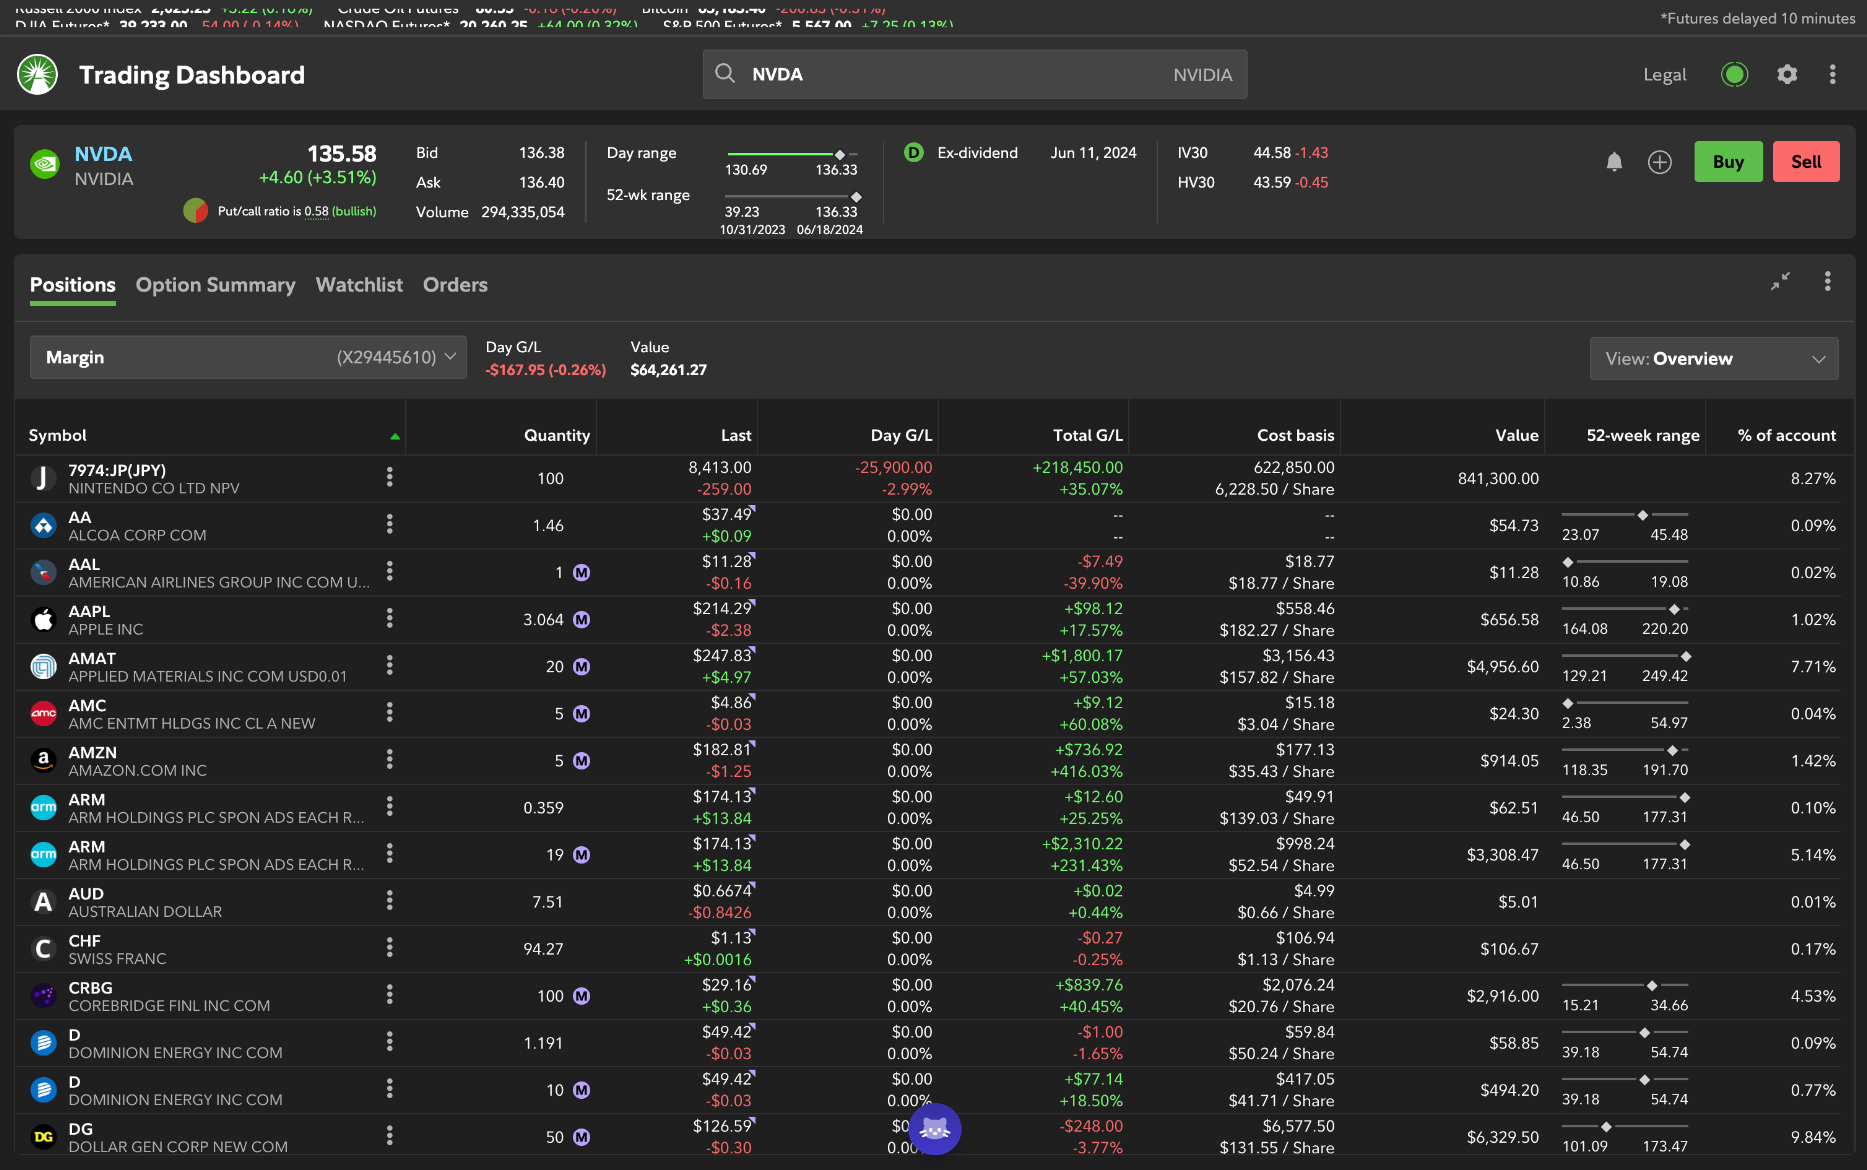 Russell 2000 Index 2,025.23 +3.22 (0.16%) Crude Oil Futures 80.55 -0.16 (-0.20%) Bitcoin -200.83 (-0.31%)
DJIA Futures* 39,233.00 -54.00 (-0.14%) NASDAQ Futures* 20,260.25 +64.00 (0.32%) S&P 500 Futures* 5,567.00 +7.25 (0.13%)
*Futures delayed 10 minutes
Trading Dashboard
NVDA NVIDIA
Legal
NVDA 135.58
NVIDIA +4.60 (+3.51%)
Put/call ratio is 0.58 (bullish)
Bid 136.38
Ask 136.40
Volume 294,335,054
Day range
130.69 136.33
52-wk range
39.23 136.33
10/31/2023 06/18/2024
D Ex-dividend Jun 11, 2024
IV30 44.58 -1.43
HV30 43.59 -0.45
Buy Sell
Positions Option Summary Watchlist Orders
Margin (X29445610)
Day G/L
-$167.95 (-0.26%)
Value
$64,261.27
View: Overview
Symbol Quantity Last Day G/L Total G/L Cost basis Value 52-week range % of account
J 7974:JP(JPY) 100 8,413.00 -25,900.00 +218,450.00 622,850.00 841,300.00 8.27%
NINTENDO CO LTD NPV -259.00 -2.99% +35.07% 6,228.50 / Share
AA 1.46 $37.49 $0.00 -- -- $54.73 0.09%
ALCOA CORP COM +$0.09 0.00% -- -- 23.07 45.48
AAL 1 M $11.28 $0.00 -$7.49 $18.77 $11.28 0.02%
AMERICAN AIRLINES GROUP INC COM U... -$0.16 0.00% -39.90% $18.77 / Share 10.86 19.08
AAPL 3.064 M $214.29 $0.00 +$98.12 $558.46 $656.58 1.02%
APPLE INC -$2.38 0.00% +17.57% $182.27 / Share 164.08 220.20
AMAT 20 M $247.83 $0.00 +$1,800.17 $3,156.43 $4,956.60 7.71%
APPLIED MATERIALS INC COM USD0.01 +$4.97 0.00% +57.03% $157.82 / Share 129.21 249.42
amc AMC 5 M $4.86 $0.00 +$9.12 $15.18 $24.30 0.04%
AMC ENTMT HLDGS INC CL A NEW -$0.03 0.00% +60.08% $3.04 / Share 2.38 54.97
a AMZN 5 M $182.81 $0.00 +$736.92 $177.13 $914.05 1.42%
AMAZON.COM INC -$1.25 0.00% +416.03% $35.43 / Share 118.35 191.70
arm ARM 0.359 $174.13 $0.00 +$12.60 $49.91 $62.51 0.10%
ARM HOLDINGS PLC SPON ADS EACH R... +$13.84 0.00% +25.25% $139.03 / Share 46.50 177.31
arm ARM 19 M $174.13 $0.00 +$2,310.22 $998.24 $3,308.47 5.14%
ARM HOLDINGS PLC SPON ADS EACH R... +$13.84 0.00% +231.43% $52.54 / Share 46.50 177.31
A AUD 7.51 $0.6674 $0.00 +$0.02 $4.99 $5.01 0.01%
AUSTRALIAN DOLLAR -$0.8426 0.00% +0.44% $0.66 / Share
C CHF 94.27 $1.13 $0.00 -$0.27 $106.94 $106.67 0.17%
SWISS FRANC +$0.0016 0.00% -0.25% $1.13 / Share
CRBG 100 M $29.16 $0.00 +$839.76 $2,076.24 $2,916.00 4.53%
COREBRIDGE FINL INC COM +$0.36 0.00% +40.45% $20.76 / Share 15.21 34.66
D 1.191 $49.42 $0.00 -$1.00 $59.84 $58.85 0.09%
DOMINION ENERGY INC COM -$0.03 0.00% -1.65% $50.24 / Share 39.18 54.74
D 10 M $49.42 $0.00 +$77.14 $417.05 $494.20 0.77%
DOMINION ENERGY INC COM -$0.03 0.00% +18.50% $41.71 / Share 39.18 54.74
DG DG 50 M $126.59 $0 -$248.00 $6,577.50 $6,329.50 9.84%
DOLLAR GEN CORP NEW COM -$0.30 0.00 -3.77% $131.55 / Share 101.09 173.47